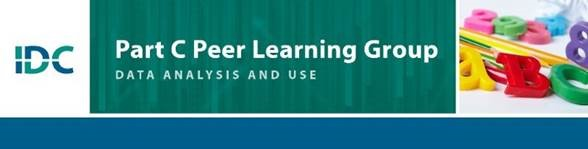 IDC
Part C Peer Learning Group
DATA ANALYSIS AND USE
A B C